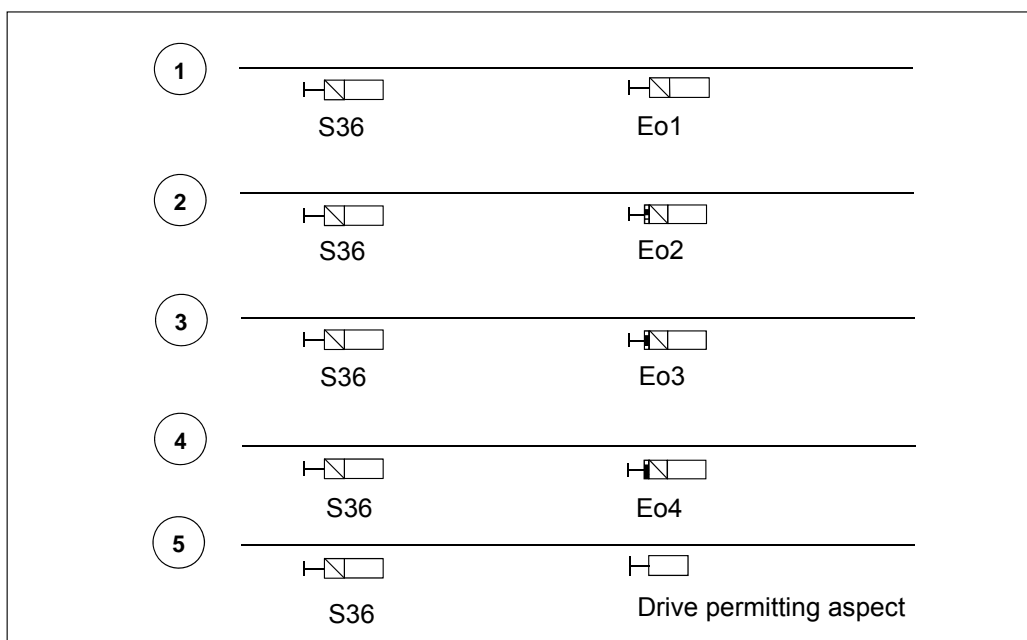 1
S36 Eo1
2
S36 Eo2
3
S36 Eo3
4
S36 Eo4
5
S36 Drive permitting aspect